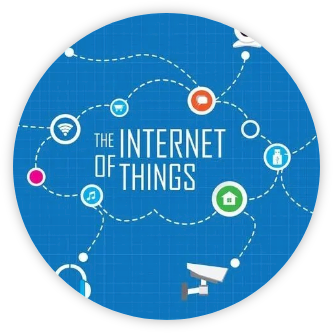 THE INTERNET
OF THINGS